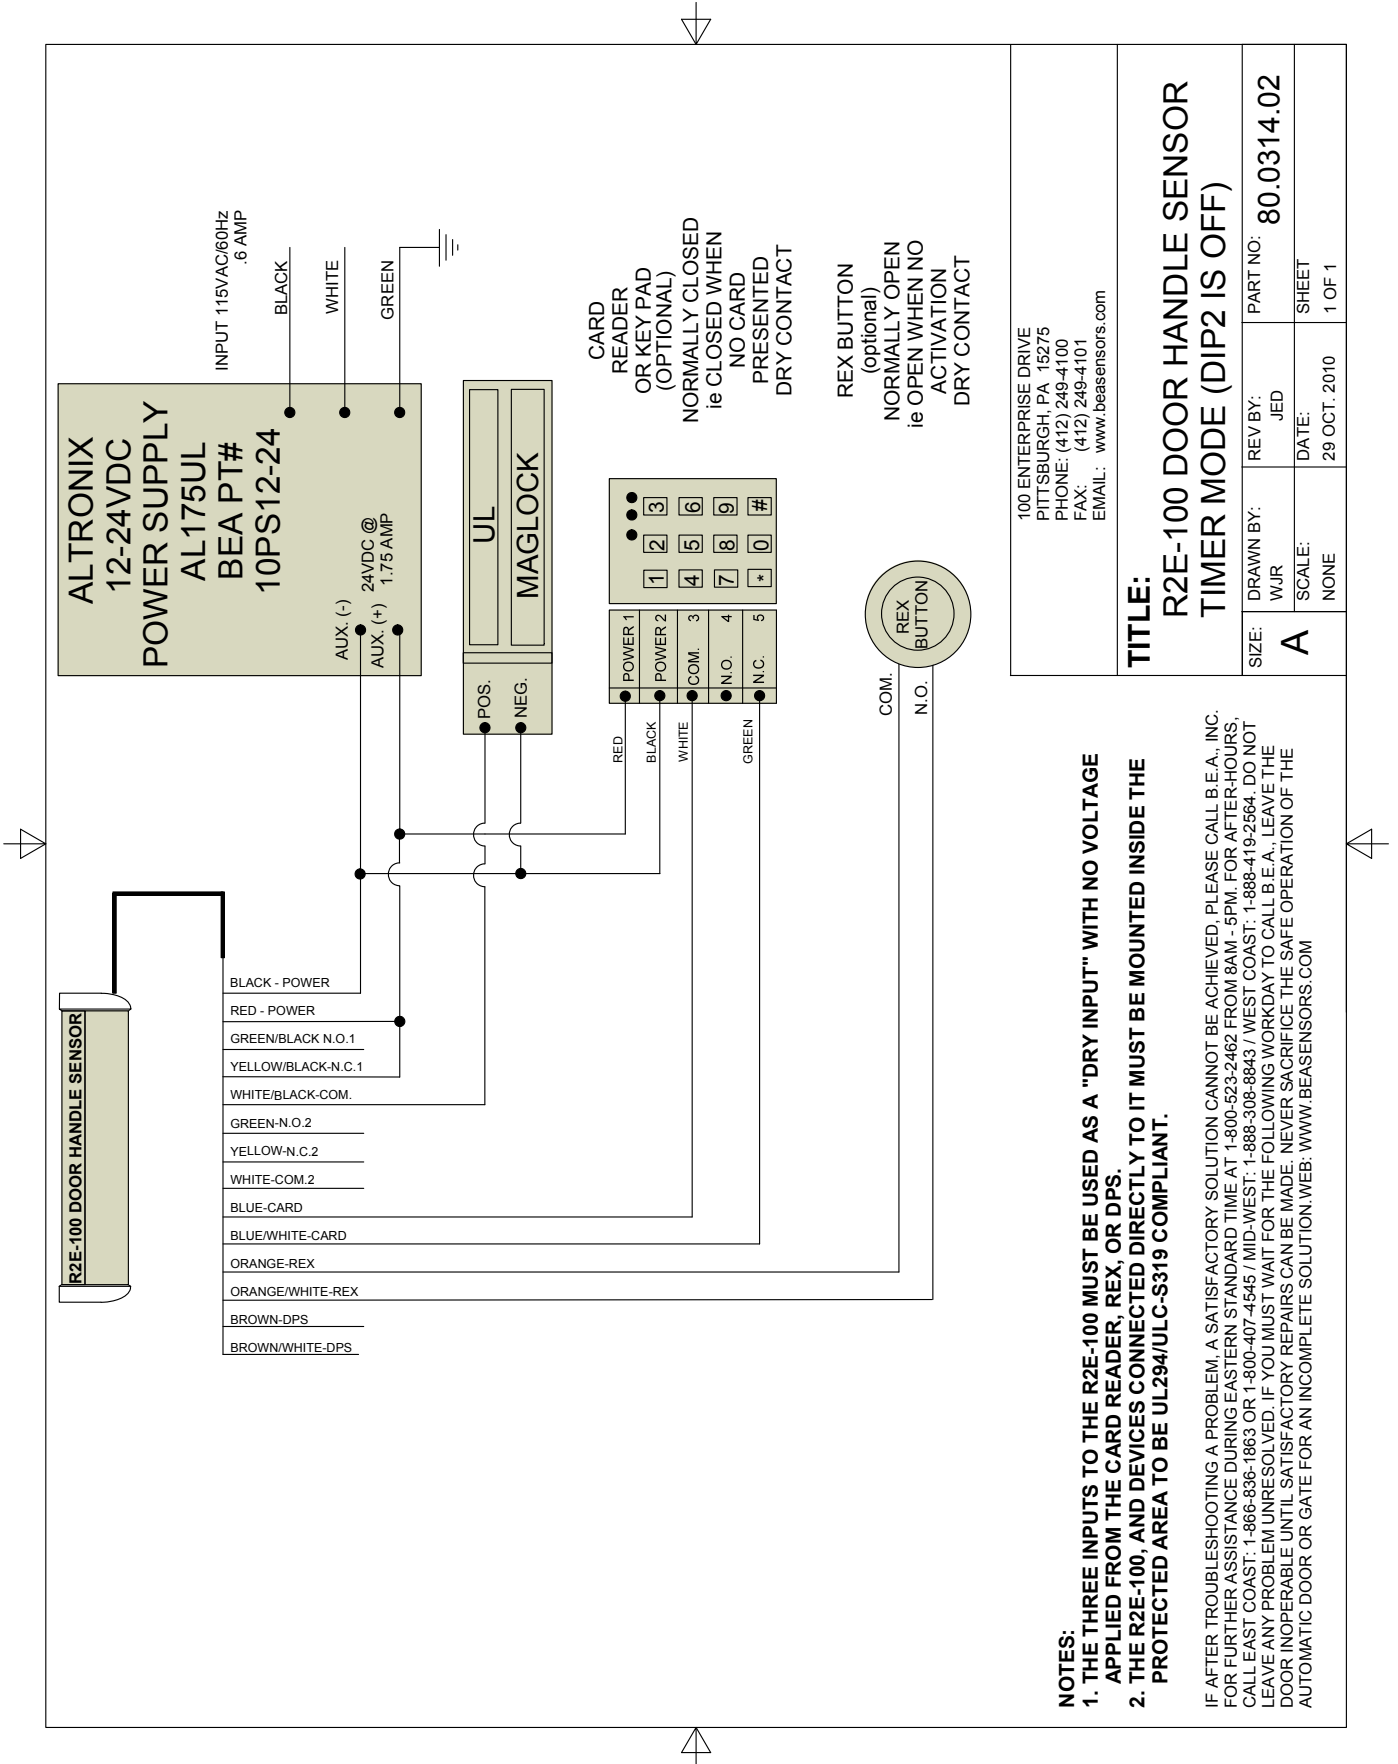 R2E-100 DOOR HANDLE SENSOR
BLACK - POWER
RED - POWER
GREEN/BLACK N.O.1
YELLOW/BLACK-N.C.1
WHITE/BLACK-COM.
GREEN-N.O.2
YELLOW-N.C.2
WHITE-COM.2
BLUE-CARD
BLUE/WHITE-CARD
ORANGE-REX
ORANGE/WHITE-REX
BROWN-DPS
BROWN/WHITE-DPS
ALTRONIX
12-24VDC
POWER SUPPLY
AL175UL
BEA PT#
10PS12-24
AUX. (-)
AUX. (+)
24VDC @
1.75 AMP
INPUT 115VAC/60Hz
.6 AMP
BLACK
WHITE
GREEN
POS.
NEG.
UL
MAGLOCK
RED
BLACK
WHITE
GREEN
POWER 1
POWER 2
COM. 3
N.O. 4
N.C. 5
1 2 3
4 5 6
7 8 9
* 0 #
CARD
READER
OR KEY PAD
(OPTIONAL)
NORMALLY CLOSED
ie CLOSED WHEN
NO CARD
PRESENTED
DRY CONTACT
COM.
N.O.
REX
BUTTON
REX BUTTON
(optional)
NORMALLY OPEN
ie OPEN WHEN NO
ACTIVATION
DRY CONTACT
NOTES:
1. THE THREE INPUTS TO THE R2E-100 MUST BE USED AS A "DRY INPUT" WITH NO VOLTAGE
APPLIED FROM THE CARD READER, REX, OR DPS.
2. THE R2E-100, AND DEVICES CONNECTED DIRECTLY TO IT MUST BE MOUNTED INSIDE THE
PROTECTED AREA TO BE UL294/ULC-S319 COMPLIANT.
IF AFTER TROUBLESHOOTING A PROBLEM, A SATISFACTORY SOLUTION CANNOT BE ACHIEVED, PLEASE CALL B.E.A., INC.
FOR FURTHER ASSISTANCE DURING EASTERN STANDARD TIME AT 1-800-523-2462 FROM 8AM - 5PM. FOR AFTER-HOURS,
CALL EAST COAST: 1-866-836-1863 OR 1-800-407-4545 / MID-WEST: 1-888-308-8843 / WEST COAST: 1-888-419-2564. DO NOT
LEAVE ANY PROBLEM UNRESOLVED. IF YOU MUST WAIT FOR THE FOLLOWING WORKDAY TO CALL B.E.A., LEAVE THE
DOOR INOPERABLE UNTIL SATISFACTORY REPAIRS CAN BE MADE. NEVER SACRIFICE THE SAFE OPERATION OF THE
AUTOMATIC DOOR OR GATE FOR AN INCOMPLETE SOLUTION. WEB: WWW.BEASENSORS.COM
100 ENTERPRISE DRIVE
PITTSBURGH, PA 15275
PHONE: (412) 249-4100
FAX: (412) 249-4101
EMAIL: www.beasensors.com
TITLE:
R2E-100 DOOR HANDLE SENSOR
TIMER MODE (DIP2 IS OFF)
SIZE:
A
DRAWN BY:
WJR
REV BY:
JED
PART NO:
80.0314.02
SCALE:
NONE
DATE:
29 OCT. 2010
SHEET
1 OF 1